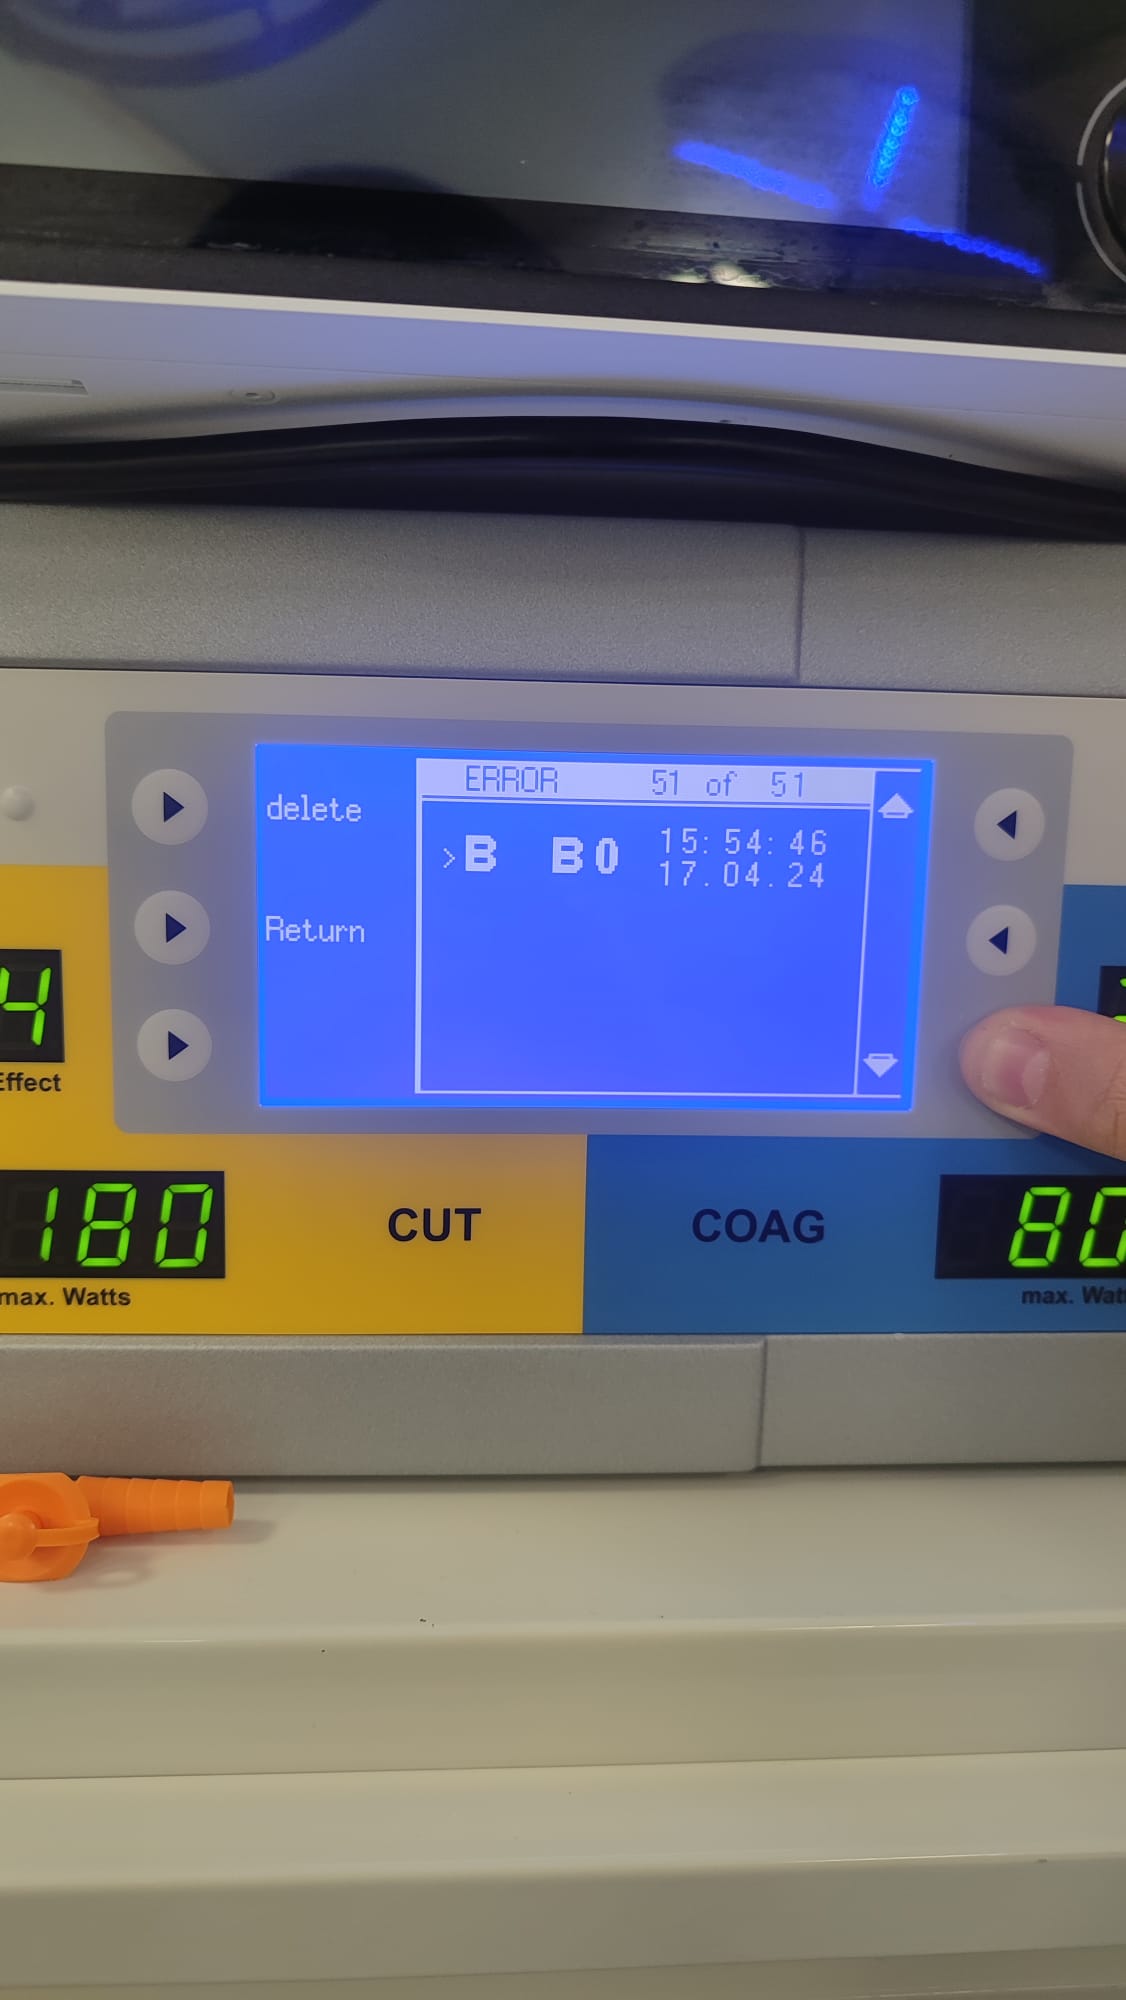 ERROR 51 of 51
delete
>B B0 15:54:46
17.04.24
Return
4
Effect
180
CUT
COAG
80
max. Watts
max. Wat